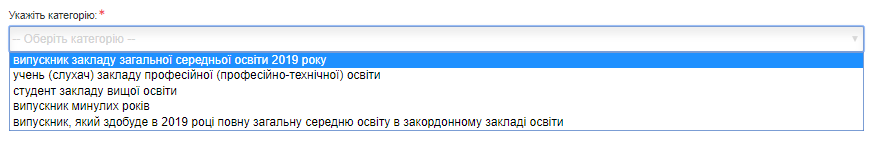 Укажіть категорію: *
-- Оберіть категорію --
випускник закладу загальної середньої освіти 2019 року
учень (слухач) закладу професійної (професійно-технічної) освіти
студент закладу вищої освіти
випускник минулих років
випускник, який здобуде в 2019 році повну загальну середню освіту в закордонному закладі освіти